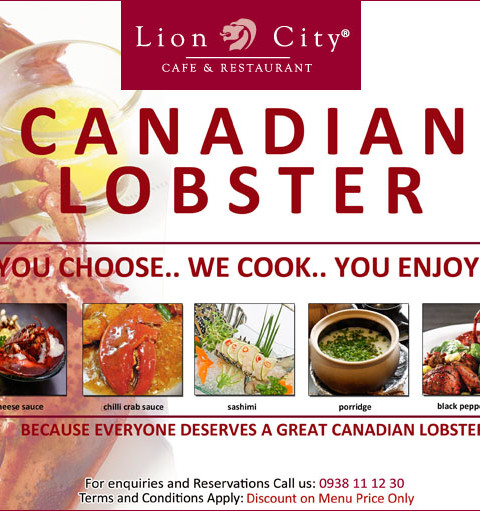 Lion City®
CAFE & RESTAURANT
CANADIAN
LOBSTER
YOU CHOOSE.. WE COOK.. YOU ENJOY
cheese sauce
chilli crab sauce
sashimi
porridge
black pepp
BECAUSE EVERYONE DESERVES A GREAT CANADIAN LOBSTE
For enquiries and Reservations Call us: 0938 11 12 30
Terms and Conditions Apply: Discount on Menu Price Only